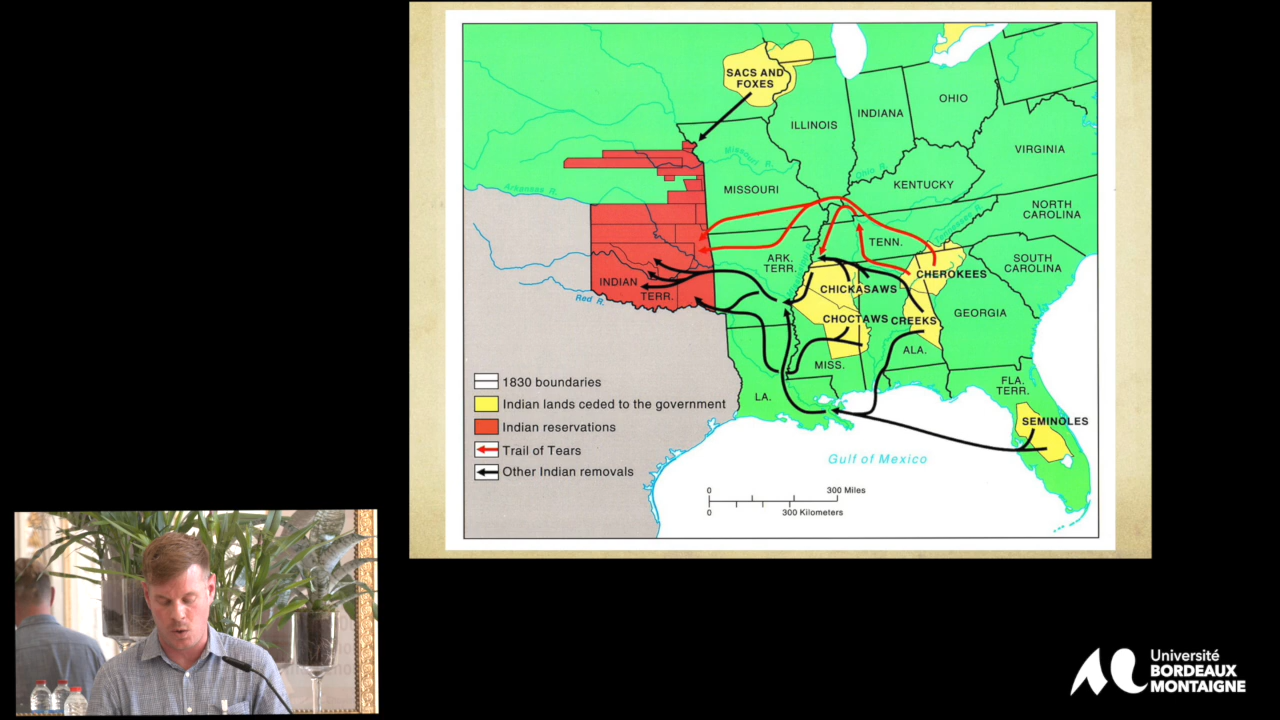 SACS AND
FOXES
ILLINOIS
INDIANA
OHIO
VIRGINIA
Missouri R.
Ohio R.
MISSOURI
KENTUCKY
Arkansas R.
NORTH
CAROLINA
Tennessee R.
TENN.
ARK.
TERR.
SOUTH
CAROLINA
CHEROKEES
INDIAN
TERR.
CHICKASAWS
Red R.
CHOCTAWS
CREEKS
GEORGIA
ALA.
MISS.
LA.
FLA.
TERR.
SEMINOLES
1830 boundaries
Indian lands ceded to the government
Indian reservations
Trail of Tears
Other Indian removals
Gulf of Mexico
0
300 Miles
0
300 Kilometers
Université
BORDEAUX
MONTAIGNE